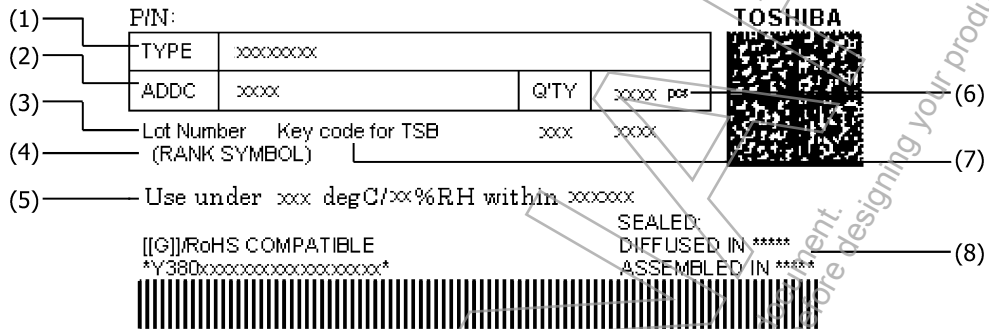 (1) P/N: TOSHIBA
TYPE xxxxxxxx
(2)
ADDC xxxx Q'TY xxxx pcs (6)
(3) Lot Number Key code for TSB xxx xxxx
(4) (RANK SYMBOL) (7)
(5) Use under xxx degC/xx%RH within xxxxxx
SEALED:
[[G]]/RoHS COMPATIBLE DIFFUSED IN ***** (8)
*Y380xxxxxxxxxxxxxxxxx* ASSEMBLED IN *****
designing your